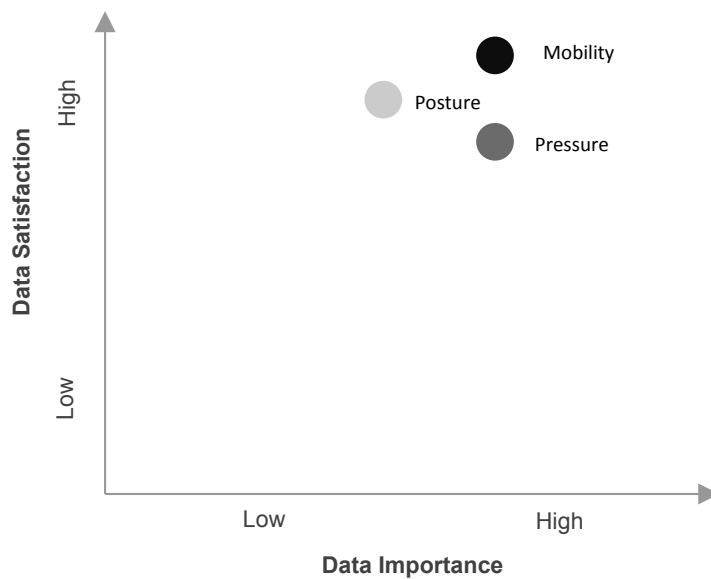 Mobility
Posture
Pressure
High
Data Satisfaction
Low
Low
High
Data Importance